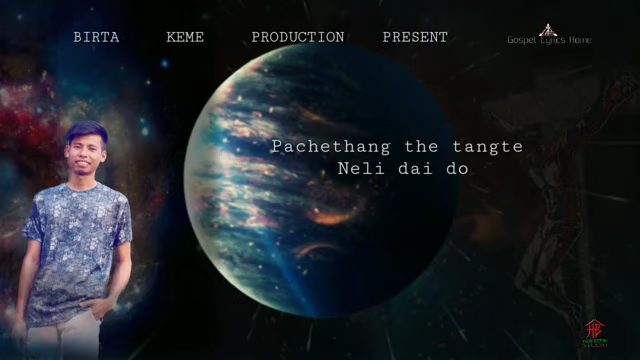 BIRTA KEME PRODUCTION PRESENT
Gospel Lyrics Home
Pachethang the tangte
Neli dai do